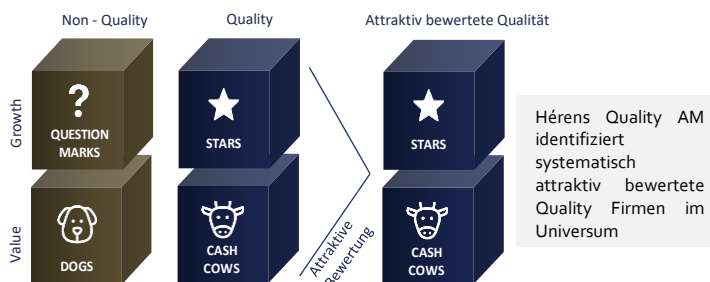 Non - Quality
Quality
Attraktiv bewertete Qualität
Growth
?
QUESTION
MARKS
STARS
STARS
Value
DOGS
CASH
COWS
Attraktive
Bewertung
CASH
COWS
Hérens Quality AM
identifiziert
systematisch
attraktiv bewertete
Quality Firmen im
Universum